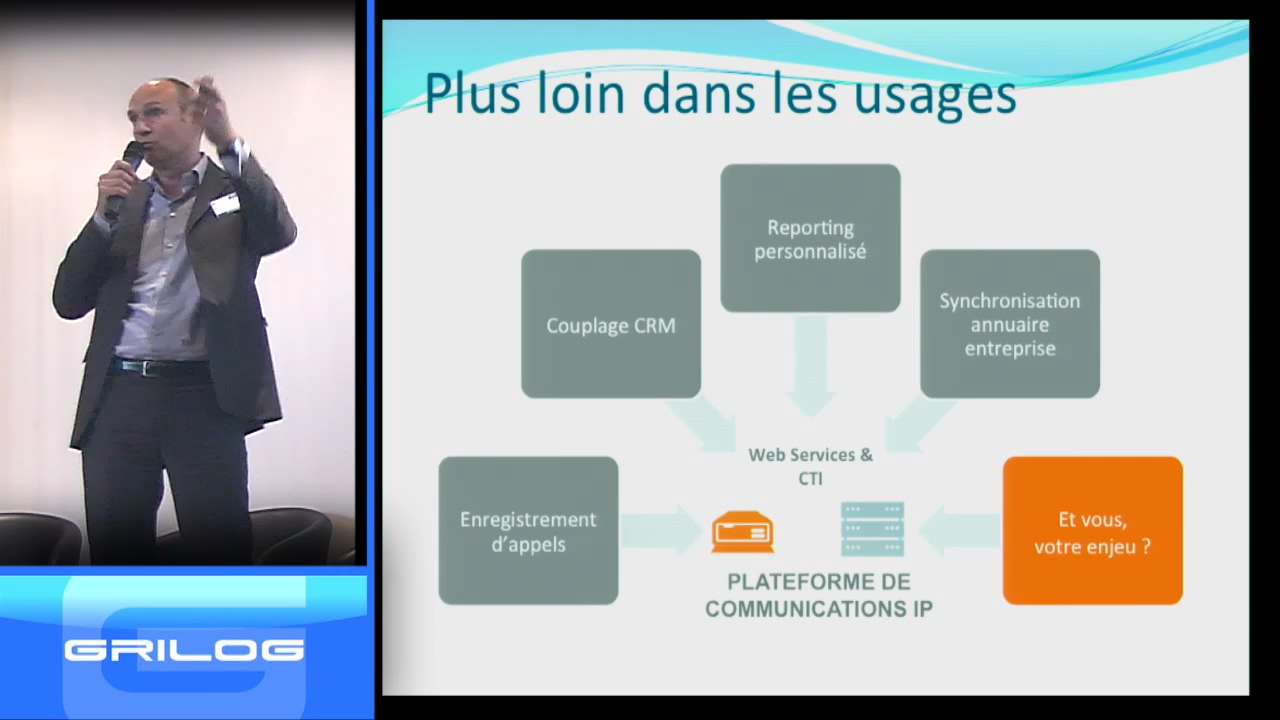 Plus loin dans les usages
Reporting
personnalisé
Couplage CRM
Synchronisation
annuaire
entreprise
Web Services &
CTI
Enregistrement
d'appels
Et vous,
votre enjeu ?
PLATEFORME DE
COMMUNICATIONS IP
GRILOG